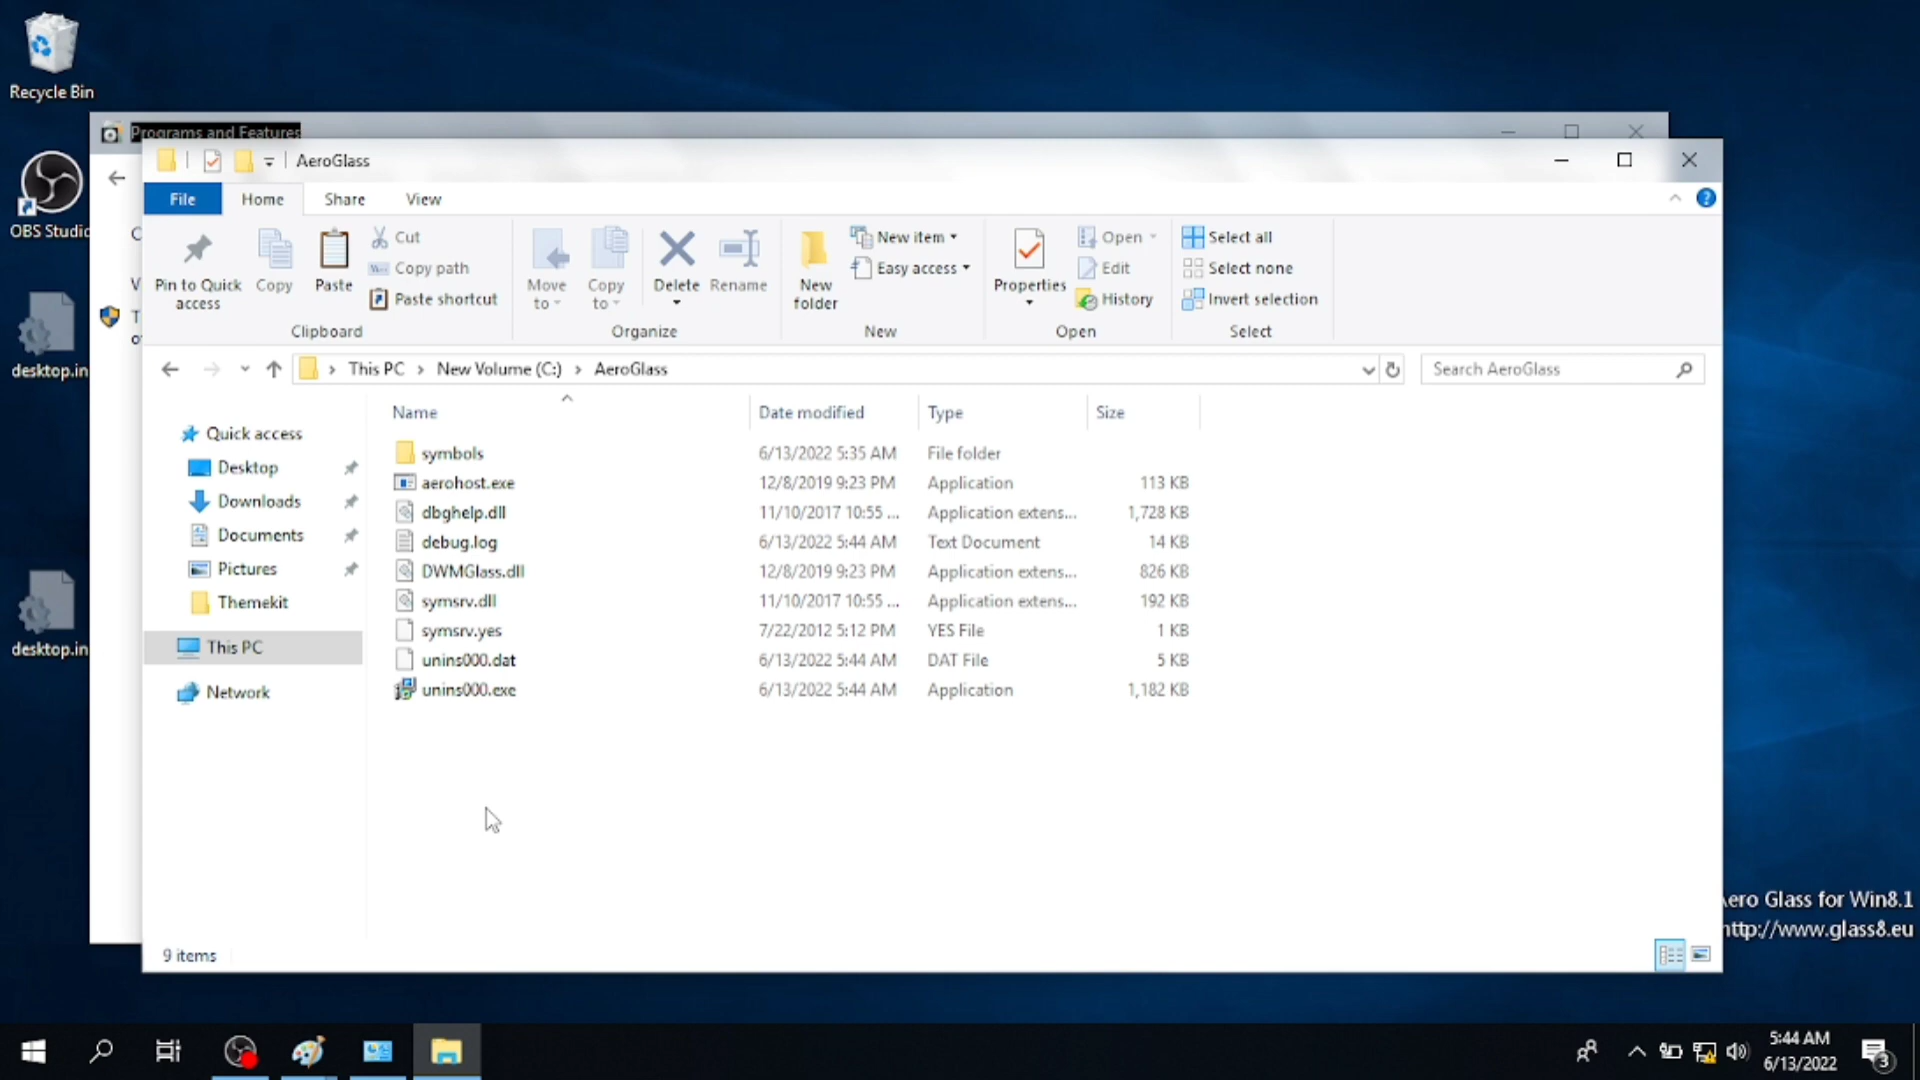 Recycle Bin
Programs and Features
AeroGlass
File Home Share View
OBS Studio
Pin to Quick access
Copy
Paste
Cut
Copy path
Paste shortcut
Clipboard
Move to
Copy to
Delete
Rename
Organize
New folder
New item
Easy access
New
Properties
Open
Edit
History
Open
Select all
Select none
Invert selection
Select
This PC New Volume (C:) AeroGlass
Search AeroGlass
desktop.in
Quick access
Desktop
Downloads
Documents
Pictures
Themekit
This PC
Network
Name Date modified Type Size
symbols 6/13/2022 5:35 AM File folder
aerohost.exe 12/8/2019 9:23 PM Application 113 KB
dbghelp.dll 11/10/2017 10:55 ... Application extens... 1,728 KB
debug.log 6/13/2022 5:44 AM Text Document 14 KB
DWMGlass.dll 12/8/2019 9:23 PM Application extens... 826 KB
symsrv.dll 11/10/2017 10:55 ... Application extens... 192 KB
symsrv.yes 7/22/2012 5:12 PM YES File 1 KB
unins000.dat 6/13/2022 5:44 AM DAT File 5 KB
unins000.exe 6/13/2022 5:44 AM Application 1,182 KB
desktop.in
9 items
Aero Glass for Win8.1
http://www.glass8.eu
5:44 AM
6/13/2022
3